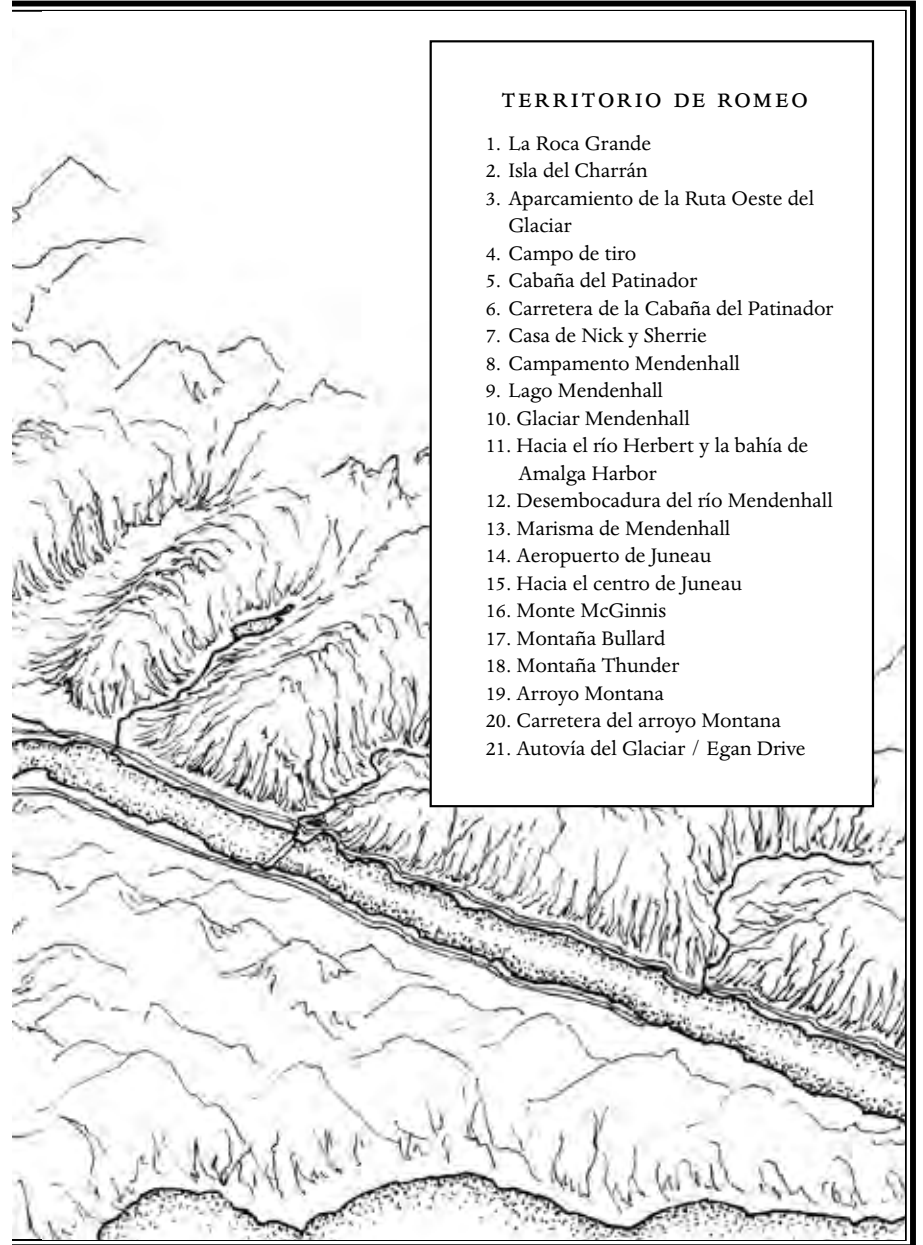 TERRITORIO DE ROMEO
1. La Roca Grande
2. Isla del Charrán
3. Aparcamiento de la Ruta Oeste del
Glaciar
4. Campo de tiro
5. Cabaña del Patinador
6. Carretera de la Cabaña del Patinador
7. Casa de Nick y Sherrie
8. Campamento Mendenhall
9. Lago Mendenhall
10. Glaciar Mendenhall
11. Hacia el río Herbert y la bahía de
Amalga Harbor
12. Desembocadura del río Mendenhall
13. Marisma de Mendenhall
14. Aeropuerto de Juneau
15. Hacia el centro de Juneau
16. Monte McGinnis
17. Montaña Bullard
18. Montaña Thunder
19. Arroyo Montana
20. Carretera del arroyo Montana
21. Autovía del Glaciar / Egan Drive